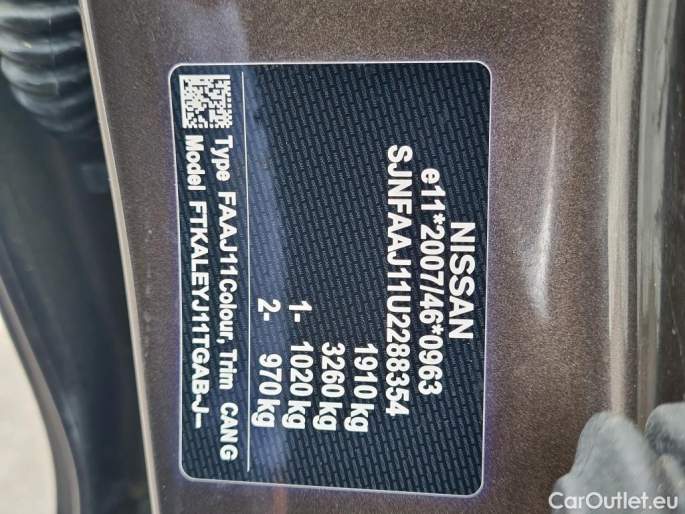 NISSAN
e11*2007/46*0963
SJNFAAJ11U2288354
1910 kg
3260 kg
1- 1020 kg
2- 970 kg
Type FAAJ11 Colour, Trim CAN G
Model FTKALEYJ11TGAB-J--
CarOutlet.eu